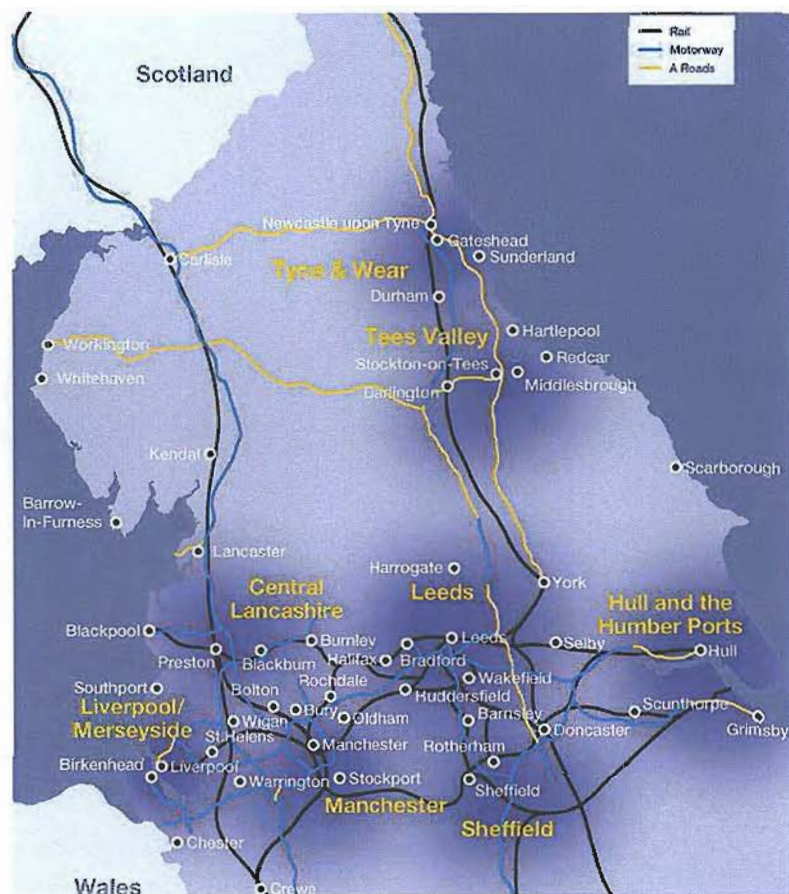 Rail
Motorway
A Roads
Scotland
Newcastle upon Tyne
Gateshead
Sunderland
Carlisle
Tyne & Wear
Durham
Hartlepool
Tees Valley
Workington
Redcar
Stockton-on-Tees
Whitehaven
Middlesbrough
Darlington
Kendal
Scarborough
Barrow-
In-Furness
Lancaster
Harrogate
York
Central
Lancashire
Leeds
Hull and the
Humber Ports
Blackpool
Burnley
Leeds
Selby
Preston
Blackburn
Halifax
Bradford
Hull
Rochdale
Wakefield
Southport
Bolton
Huddersfield
Liverpool/
Merseyside
Bury
Oldham
Barnsley
Scunthorpe
Wigan
Grimsby
St.Helens
Manchester
Doncaster
Rotherham
Birkenhead
Liverpool
Warrington
Stockport
Sheffield
Manchester
Sheffield
Chester
Wales
Crewe